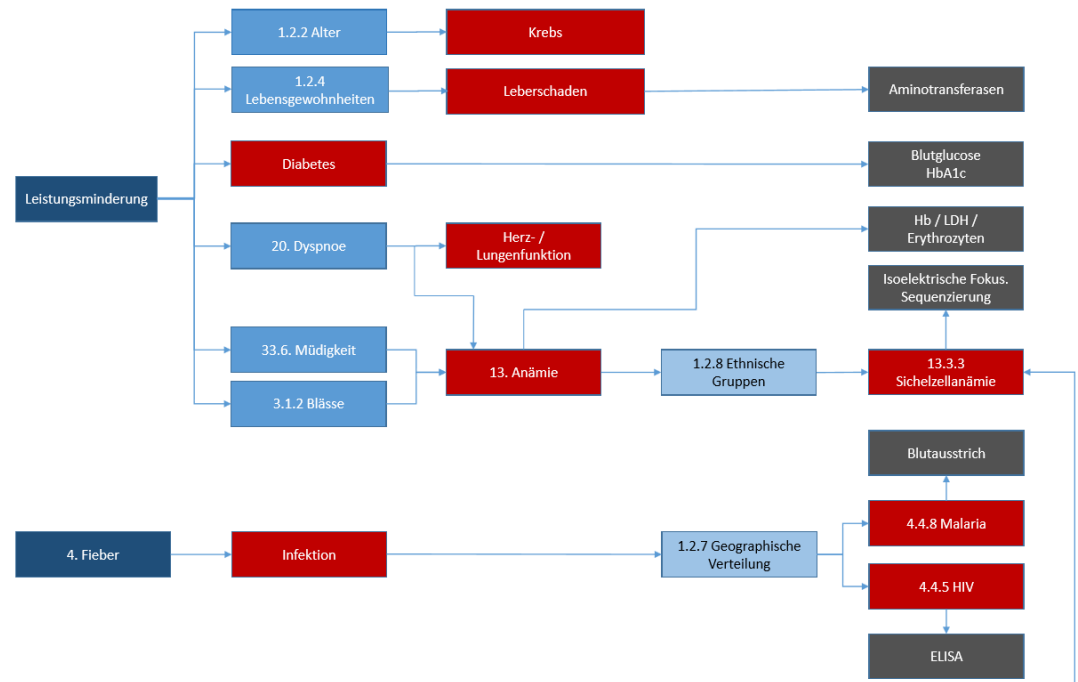 1.2.2 Alter
Krebs
1.2.4
Lebensgewohnheiten
Leberschaden
Aminotransferasen
Diabetes
Blutglucose
HbA1c
Leistungsminderung
20. Dyspnoe
Herz- /
Lungenfunktion
Hb / LDH /
Erythrozyten
Isoelektrische Fokus.
Sequenzierung
33.6. Müdigkeit
13. Anämie
1.2.8 Ethnische
Gruppen
13.3.3
Sichelzellanämie
3.1.2 Blässe
Blutausstrich
4. Fieber
Infektion
1.2.7 Geographische
Verteilung
4.4.8 Malaria
4.4.5 HIV
ELISA